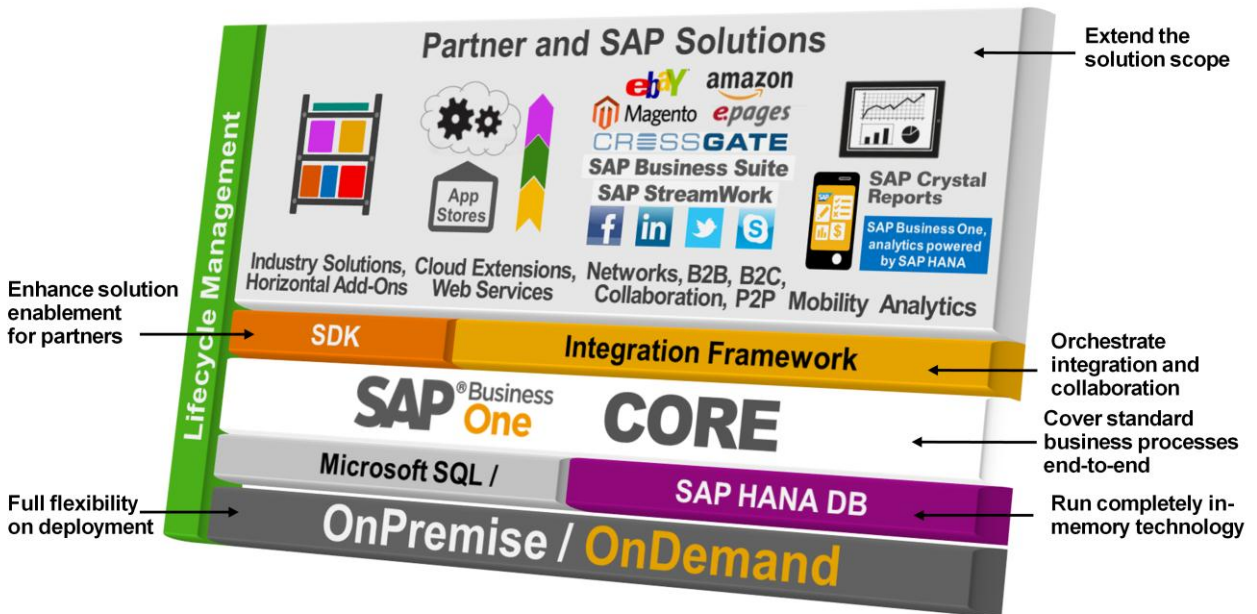 Partner and SAP Solutions
Extend the
solution scope
Lifecycle Management
ebaY
amazon
Magento
e.pages
CROSSGATE
SAP Business Suite
SAP StreamWork
App
Stores
f
in
S
SAP
$
SAP Crystal
Reports
SAP Business One,
analytics powered
by SAP HANA
Industry Solutions,
Horizontal Add-Ons
Cloud Extensions,
Web Services
Networks, B2B, B2C,
Collaboration, P2P
Mobility
Analytics
Enhance solution
enablement
for partners
SDK
Integration Framework
Orchestrate
integration and
collaboration
SAP® Business
One
CORE
Cover standard
business processes
end-to-end
Microsoft SQL /
SAP HANA DB
Run completely in-
memory technology
Full flexibility
on deployment
OnPremise / OnDemand